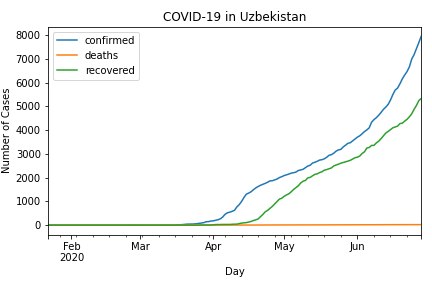 COVID-19 in Uzbekistan
confirmed
deaths
recovered
Number of Cases
8000
7000
6000
5000
4000
3000
2000
1000
0
Feb
2020
Mar
Apr
May
Jun
Day